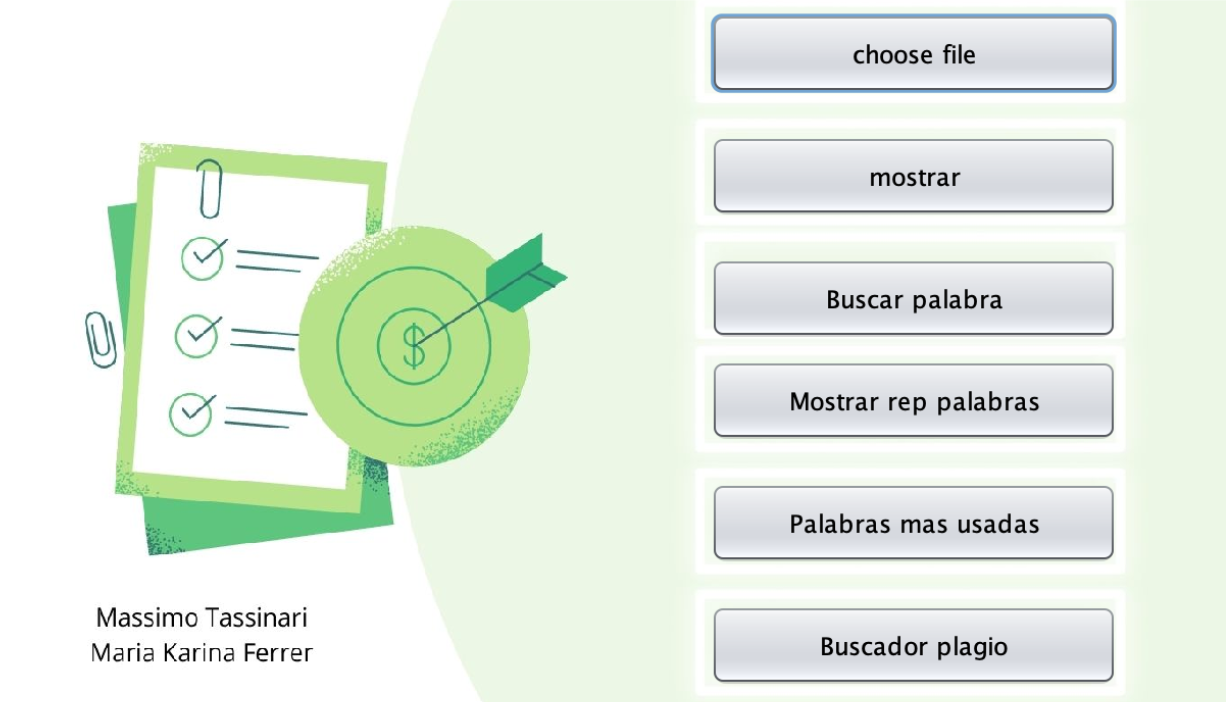 choose file
mostrar
Buscar palabra
Mostrar rep palabras
Palabras mas usadas
Buscador plagio
$
Massimo Tassinari
Maria Karina Ferrer